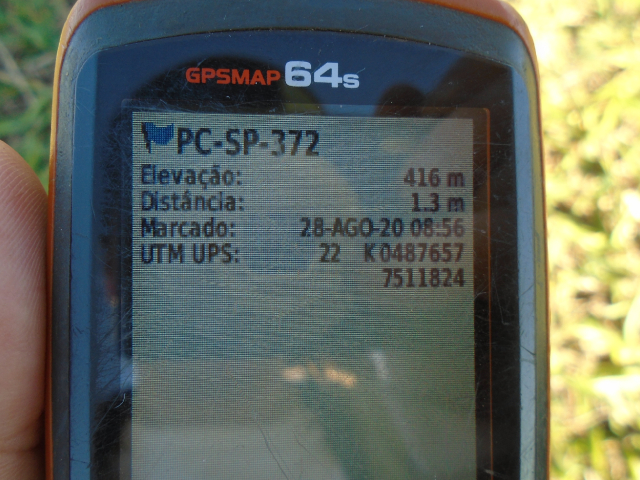 GPSMAP 64s
PC-SP-372
Elevação: 416 m
Distância: 1.3 m
Marcado: 28-AGO-20 08:56
UTM UPS: 22 K 0487657
7511824